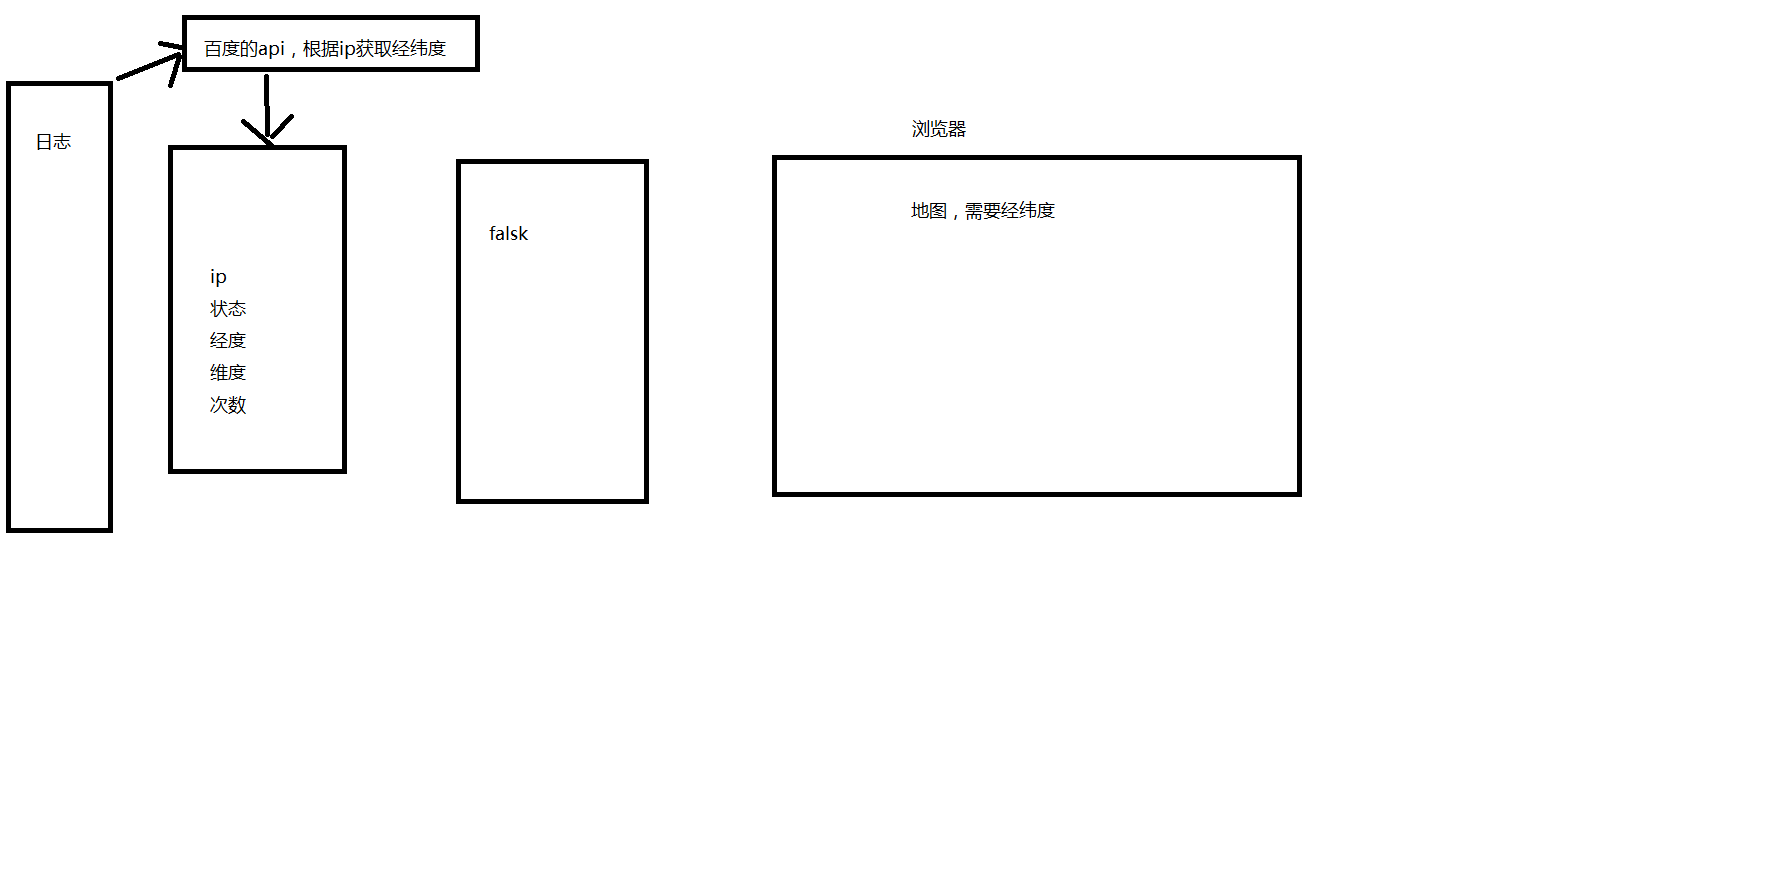 百度的api，根据ip获取经纬度
日志
浏览器
地图，需要经纬度
falsk
ip
状态
经度
维度
次数